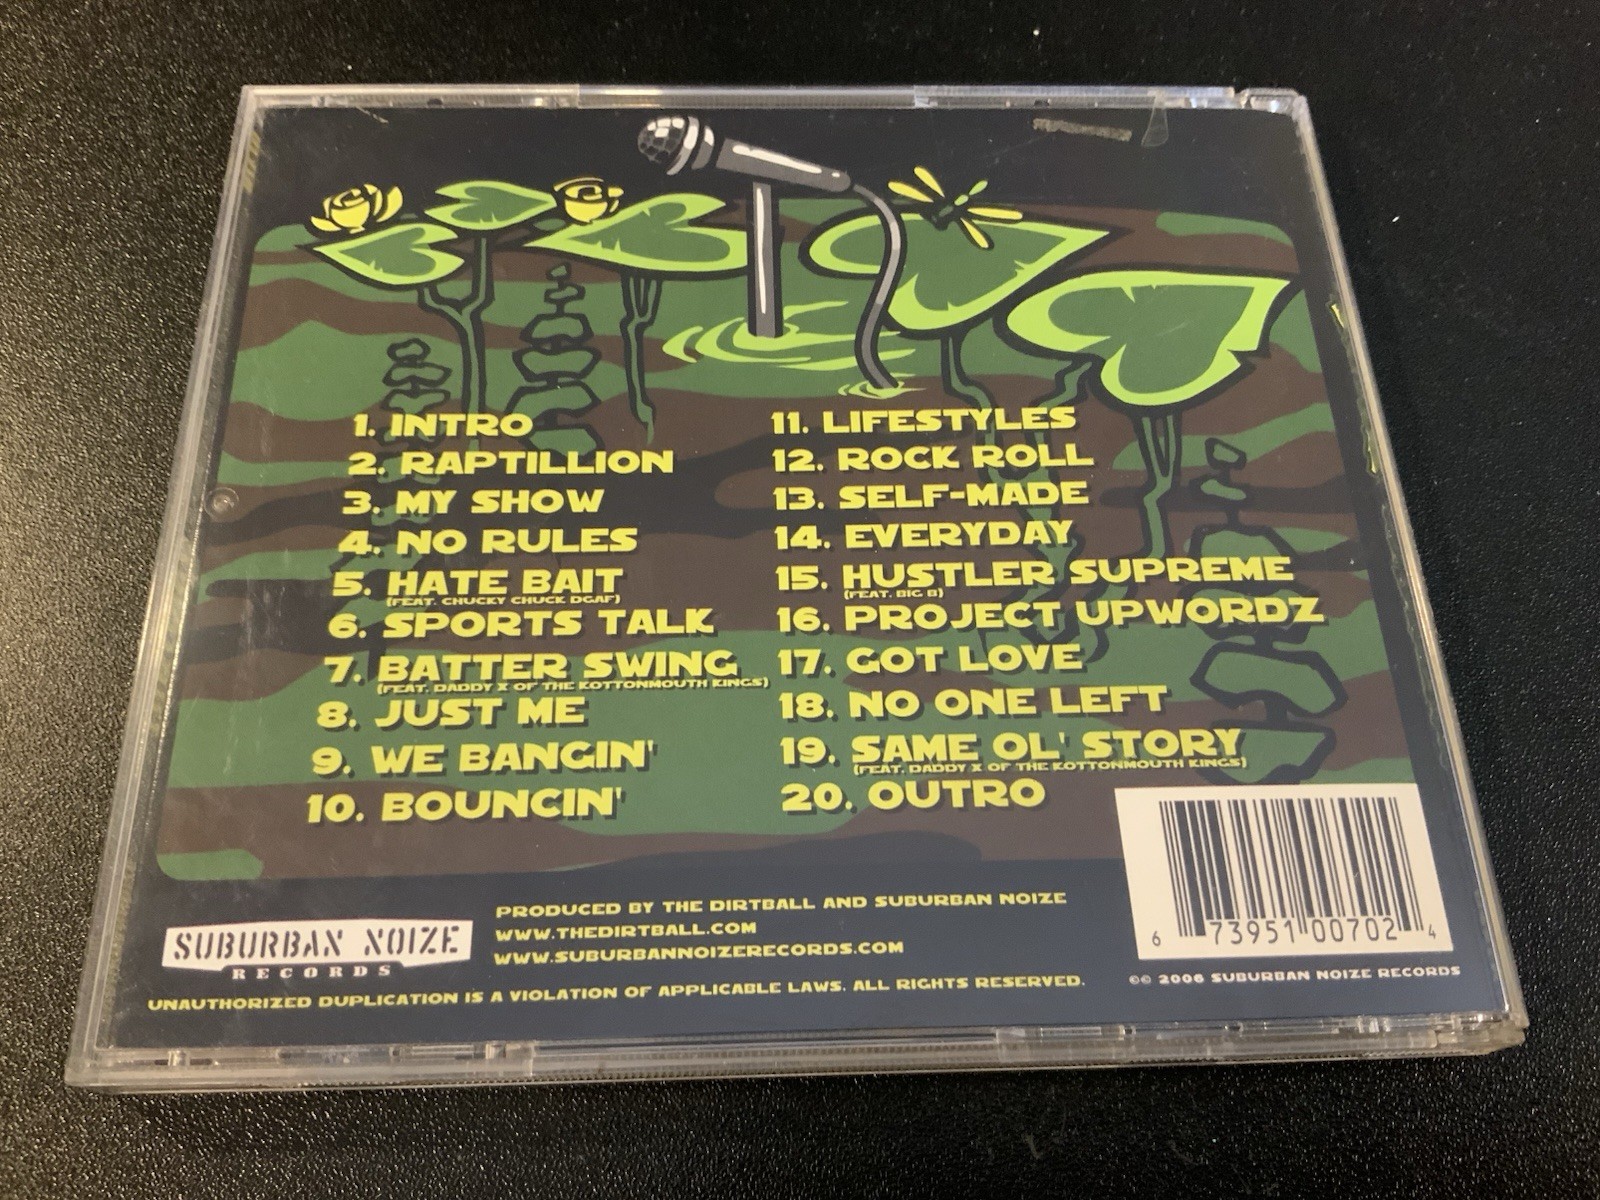 1. INTRO
2. RAPTILLION
3. MY SHOW
4. NO RULES
5. HATE BAIT
(FEAT. CHUCKY CHUCK DGAF)
6. SPORTS TALK
7. BATTER SWING
(FEAT. DADDY X OF THE KOTTONMOUTH KINGS)
8. JUST ME
9. WE BANGIN'
10. BOUNCIN'
11. LIFESTYLES
12. ROCK ROLL
13. SELF-MADE
14. EVERYDAY
15. HUSTLER SUPREME
(FEAT. BIG B)
16. PROJECT UPWORDZ
17. GOT LOVE
18. NO ONE LEFT
19. SAME OL' STORY
(FEAT. DADDY X OF THE KOTTONMOUTH KINGS)
20. OUTRO
SUBURBAN NOIZE
RECORDS
PRODUCED BY THE DIRTBALL AND SUBURBAN NOIZE
WWW.THEDIRTBALL.COM
WWW.SUBURBANNOIZERECORDS.COM
UNAUTHORIZED DUPLICATION IS A VIOLATION OF APPLICABLE LAWS. ALL RIGHTS RESERVED.
6 73951 00702 4
©© 2006 SUBURBAN NOIZE RECORDS